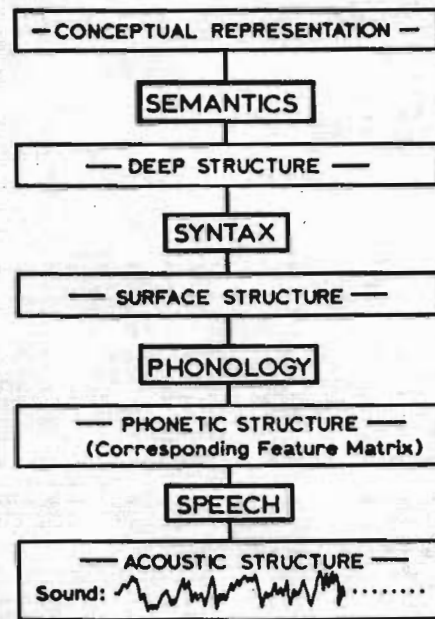 — CONCEPTUAL REPRESENTATION —
SEMANTICS
— DEEP STRUCTURE —
SYNTAX
— SURFACE STRUCTURE —
PHONOLOGY
— PHONETIC STRUCTURE —
(Corresponding Feature Matrix)
SPEECH
— ACOUSTIC STRUCTURE —
Sound: